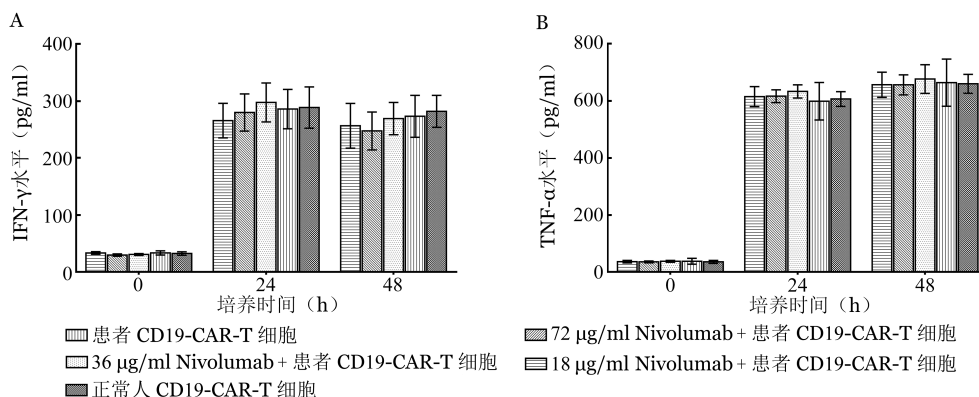 A
B
IFN-γ水平（pg/ml）
400
300
200
100
0
0
24
48
培养时间（h）
TNF-α水平（pg/ml）
800
600
400
200
0
0
24
48
培养时间（h）
患者 CD19-CAR-T 细胞
36 μg/ml Nivolumab + 患者 CD19-CAR-T 细胞
正常人 CD19-CAR-T 细胞
72 μg/ml Nivolumab + 患者 CD19-CAR-T 细胞
18 μg/ml Nivolumab + 患者 CD19-CAR-T 细胞